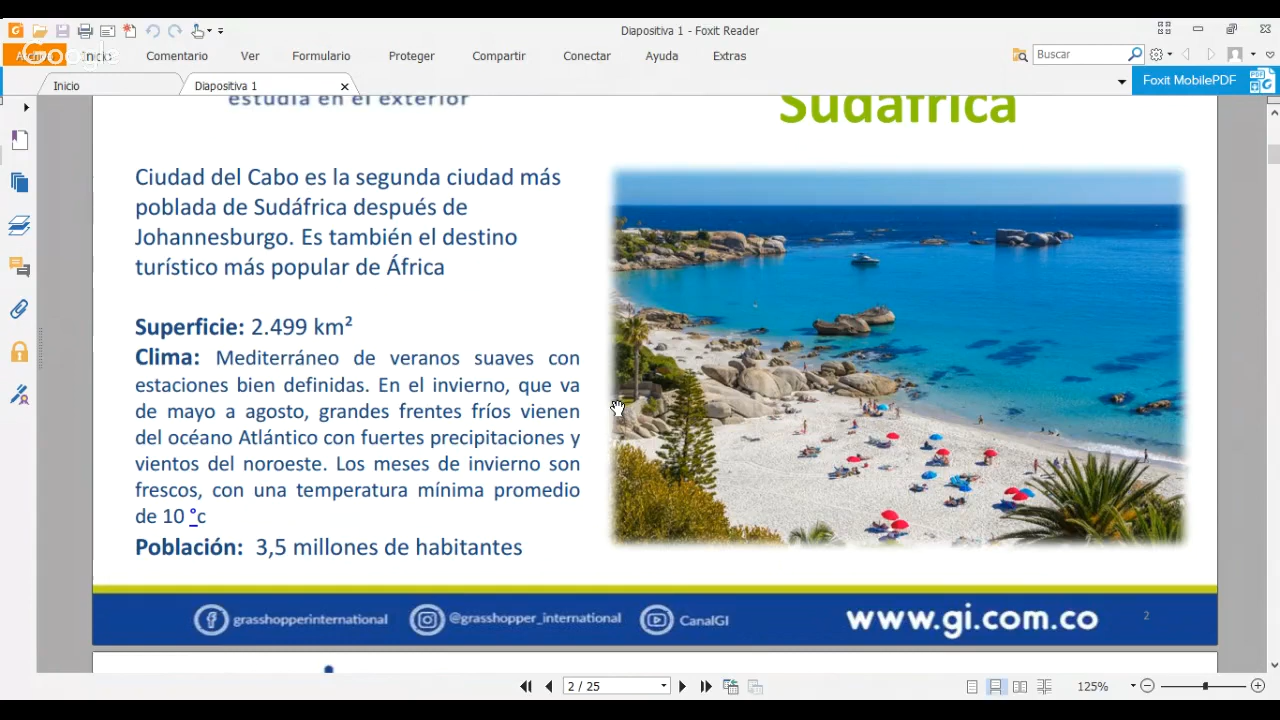 Diapositiva 1 - Foxit Reader
Archivo Inicio Comentario Ver Formulario Proteger Compartir Conectar Ayuda Extras
Google
Buscar
Inicio
Diapositiva 1
Foxit MobilePDF
estudia en el exterior
Sudáfrica
Ciudad del Cabo es la segunda ciudad más
poblada de Sudáfrica después de
Johannesburgo. Es también el destino
turístico más popular de África
Superficie: 2.499 km²
Clima: Mediterráneo de veranos suaves con
estaciones bien definidas. En el invierno, que va
de mayo a agosto, grandes frentes fríos vienen
del océano Atlántico con fuertes precipitaciones y
vientos del noroeste. Los meses de invierno son
frescos, con una temperatura mínima promedio
de 10 °c
Población: 3,5 millones de habitantes
grasshopperinternational
@grasshopper_international
CanalGI
www.gi.com.co
2
2 / 25
125%